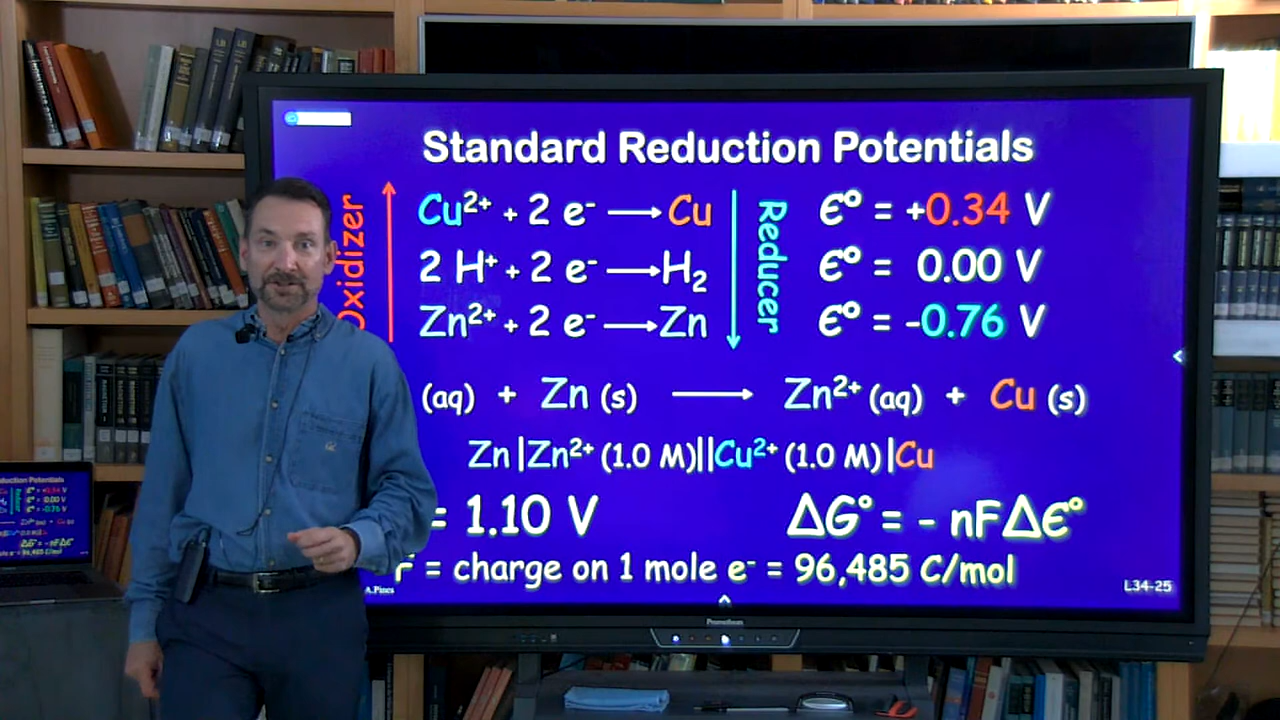 Standard Reduction Potentials
Oxidizer
Cu²⁺ + 2 e⁻ ⟶ Cu
2 H⁺ + 2 e⁻ ⟶ H₂
Zn²⁺ + 2 e⁻ ⟶ Zn
Reducer
ϵ° = +0.34 V
ϵ° = 0.00 V
ϵ° = -0.76 V
(aq) + Zn (s) ⟶ Zn²⁺ (aq) + Cu (s)
Zn|Zn²⁺ (1.0 M)||Cu²⁺ (1.0 M)|Cu
= 1.10 V
ΔG° = - nFΔϵ°
F = charge on 1 mole e⁻ = 96,485 C/mol
A.Pines
L34-25
Promethean